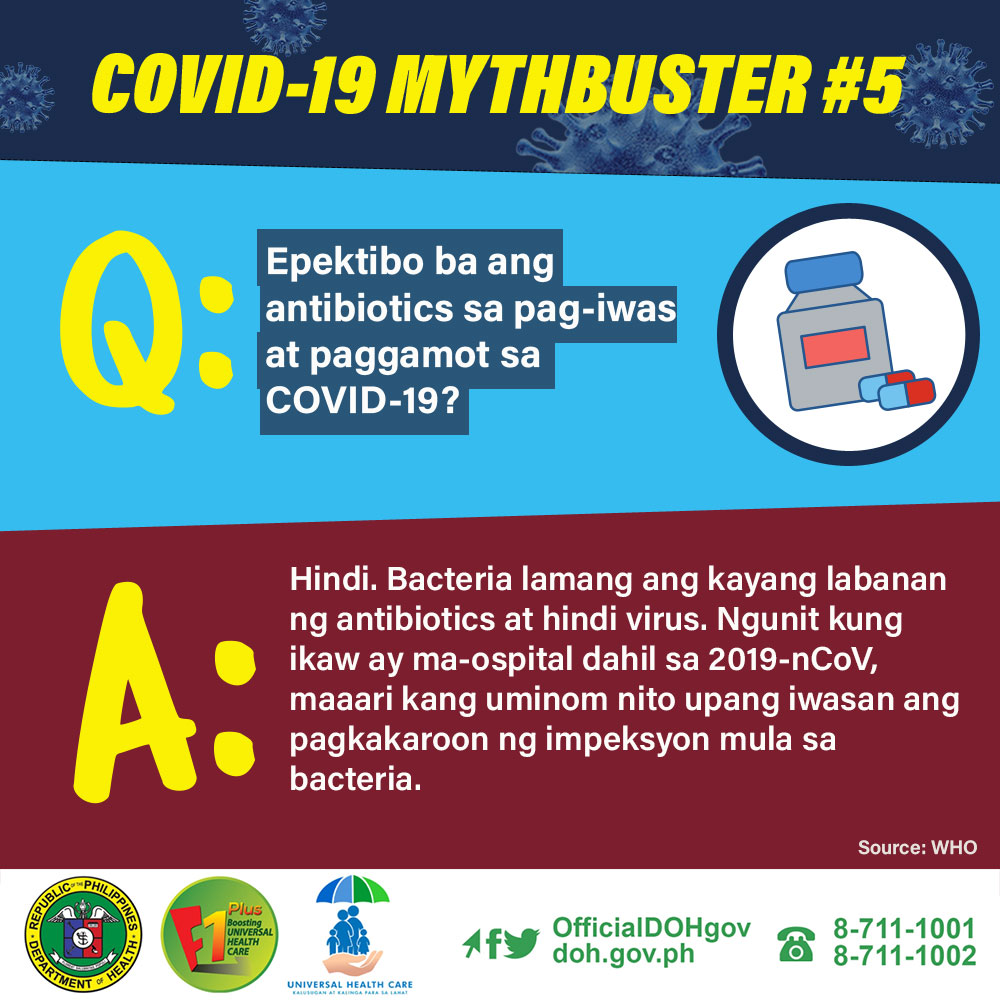 COVID-19 MYTHBUSTER #5
Q:
Epektibo ba ang
antibiotics sa pag-iwas
at paggamot sa
COVID-19?
A:
Hindi. Bacteria lamang ang kayang labanan
ng antibiotics at hindi virus. Ngunit kung
ikaw ay ma-ospital dahil sa 2019-nCoV,
maaari kang uminom nito upang iwasan ang
pagkakaroon ng impeksyon mula sa
bacteria.
Source: WHO
REPUBLIC OF THE PHILIPPINES
DEPARTMENT OF HEALTH
F1 Plus
Boosting
UNIVERSAL
HEALTH
CARE
UNIVERSAL HEALTH CARE
KALUSUGAN AT KALINGA PARA SA LAHAT
OfficialDOHgov
doh.gov.ph
8-711-1001
8-711-1002